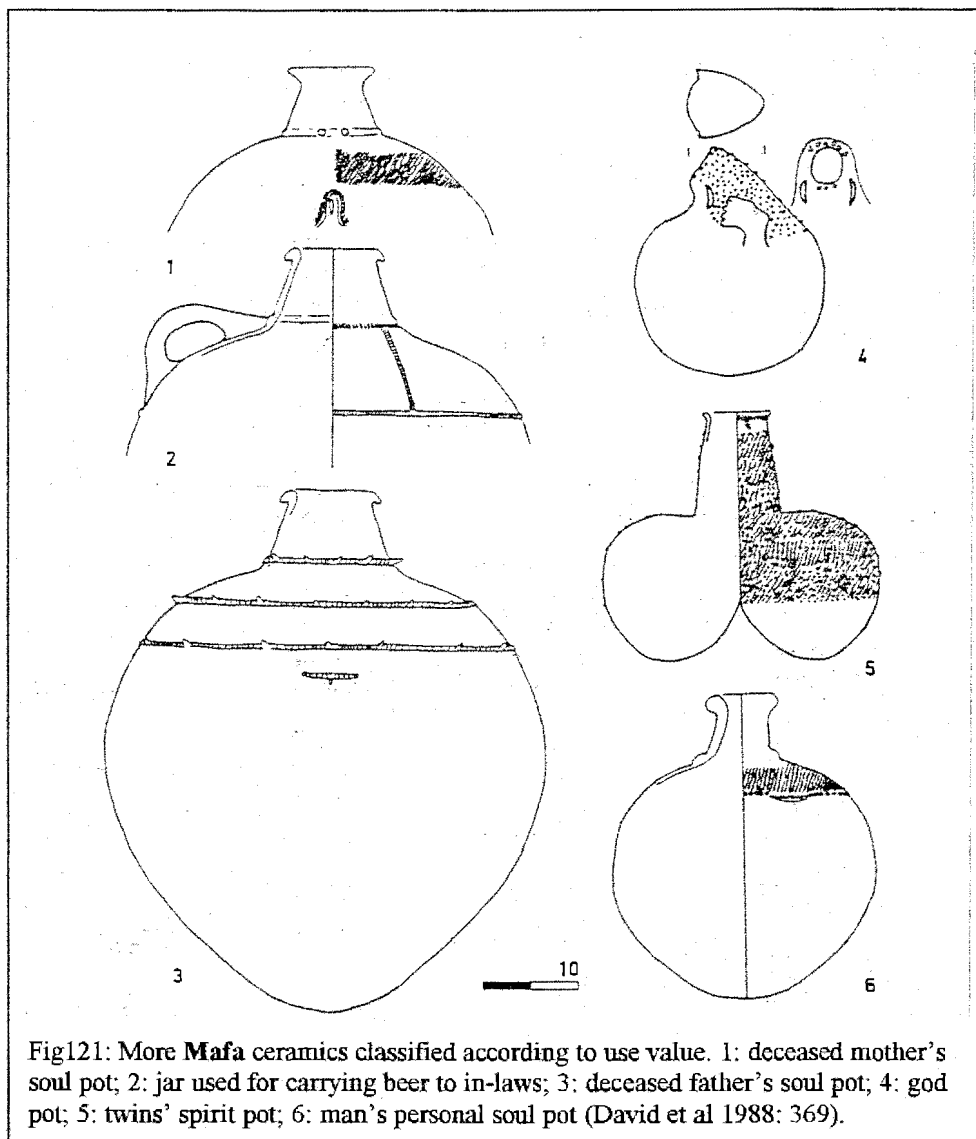 1
2
3
4
5
6
10
Fig121: More Mafa ceramics classified according to use value. 1: deceased mother's
soul pot; 2: jar used for carrying beer to in-laws; 3: deceased father's soul pot; 4: god
pot; 5: twins' spirit pot; 6: man's personal soul pot (David et al 1988: 369).